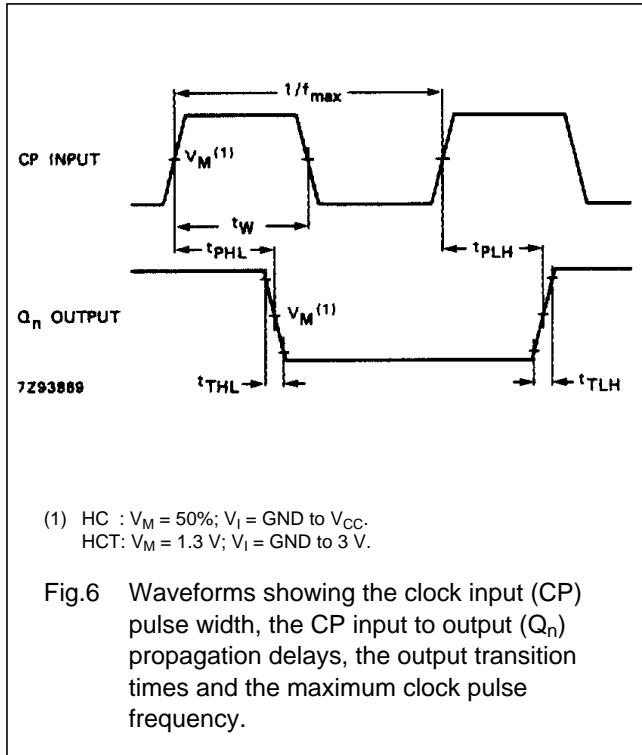 1/fmax
CP INPUT
VM(1)
tW
tPHL
tPLH
Qn OUTPUT
VM(1)
7Z93869
tTHL
tTLH
(1) HC : VM = 50%; VI = GND to VCC.
HCT: VM = 1.3 V; VI = GND to 3 V.
Fig.6 Waveforms showing the clock input (CP)
pulse width, the CP input to output (Qn)
propagation delays, the output transition
times and the maximum clock pulse
frequency.